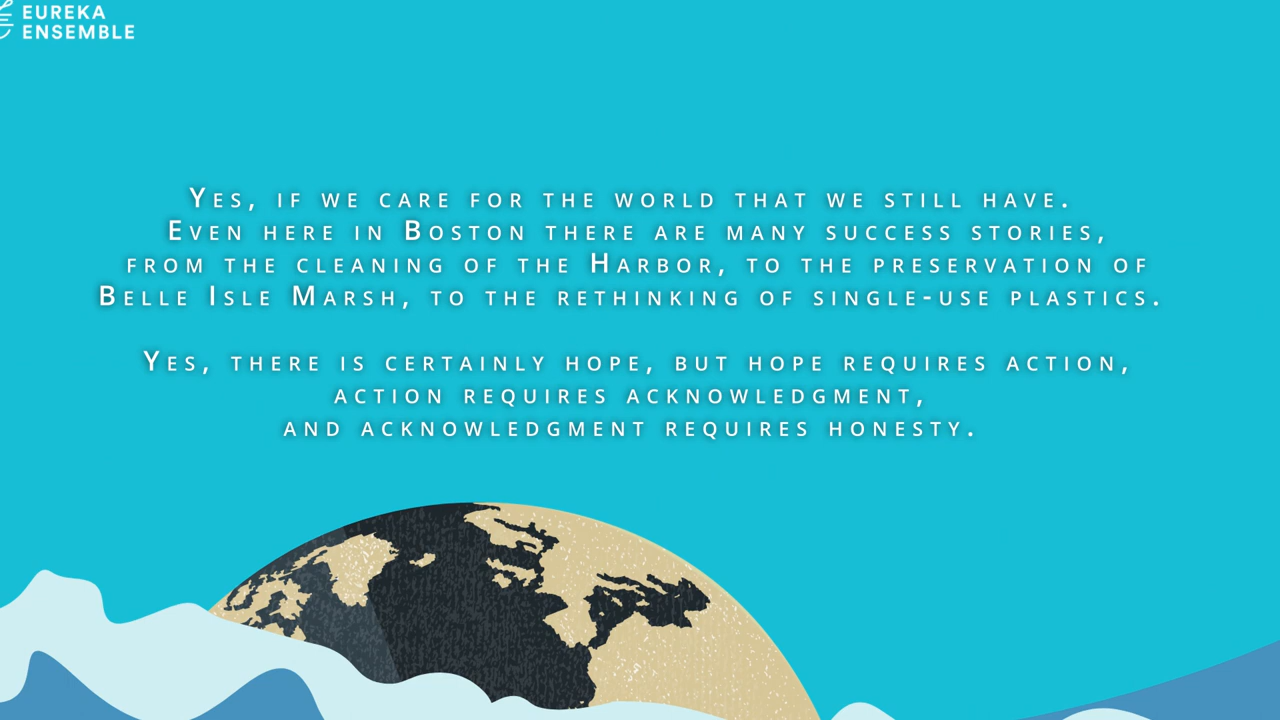 EUREKA
ENSEMBLE
Yes, if we care for the world that we still have.
Even here in Boston there are many success stories,
from the cleaning of the Harbor, to the preservation of
Belle Isle Marsh, to the rethinking of single-use plastics.
Yes, there is certainly hope, but hope requires action,
action requires acknowledgment,
and acknowledgment requires honesty.